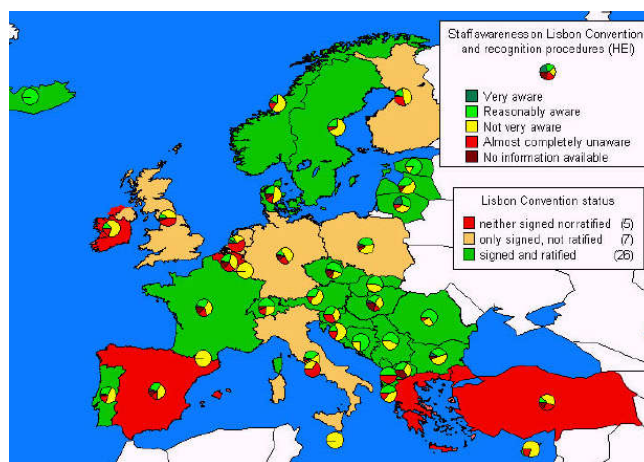 Staff awareness on Lisbon Convention
and recognition procedures (HEI)
Very aware
Reasonably aware
Not very aware
Almost completely unaware
No information available
Lisbon Convention status
neither signed nor ratified (5)
only signed, not ratified (7)
signed and ratified (26)